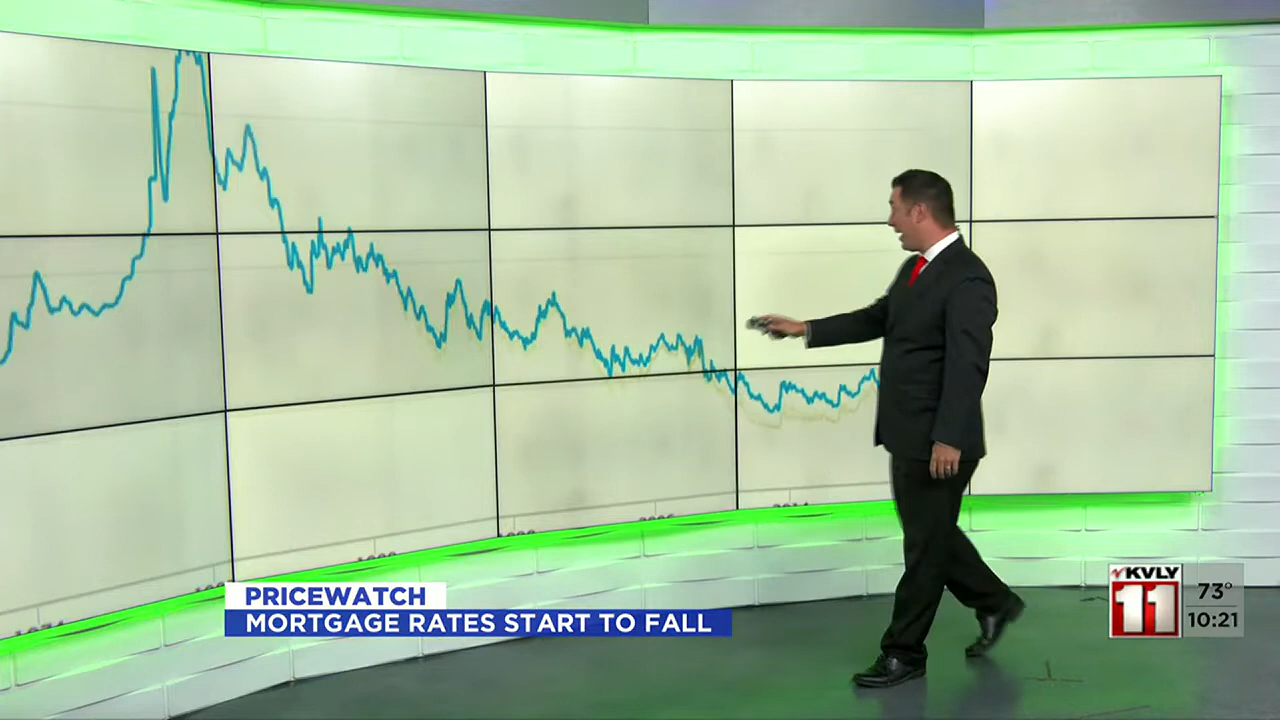 PRICEWATCH
MORTGAGE RATES START TO FALL
KVLY
11
73°
10:21